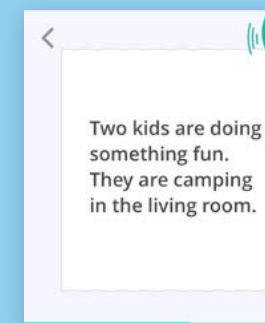 Two kids are doing
something fun.
They are camping
in the living room.